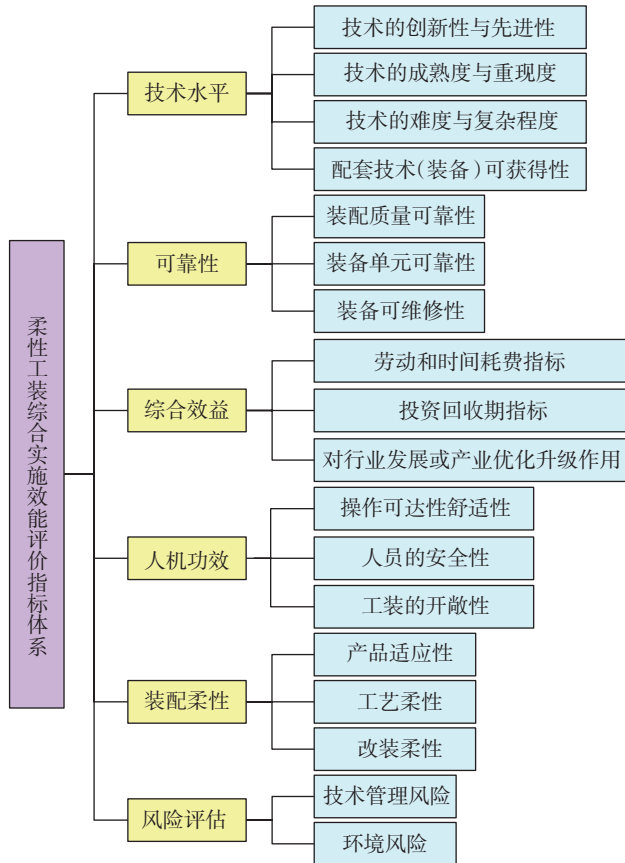 柔性工装综合实施效能评价指标体系
技术水平
技术的创新性与先进性
技术的成熟度与重现度
技术的难度与复杂程度
配套技术(装备)可获得性
可靠性
装配质量可靠性
装备单元可靠性
装备可维修性
综合效益
劳动和时间耗费指标
投资回收期指标
对行业发展或产业优化升级作用
人机功效
操作可达性舒适性
人员的安全性
工装的开敞性
装配柔性
产品适应性
工艺柔性
改装柔性
风险评估
技术管理风险
环境风险